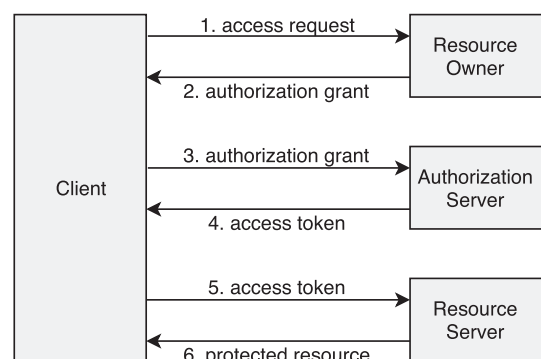 1. access request
Resource
Owner
2. authorization grant
3. authorization grant
Client
Authorization
Server
4. access token
5. access token
Resource
Server
6. protected resource